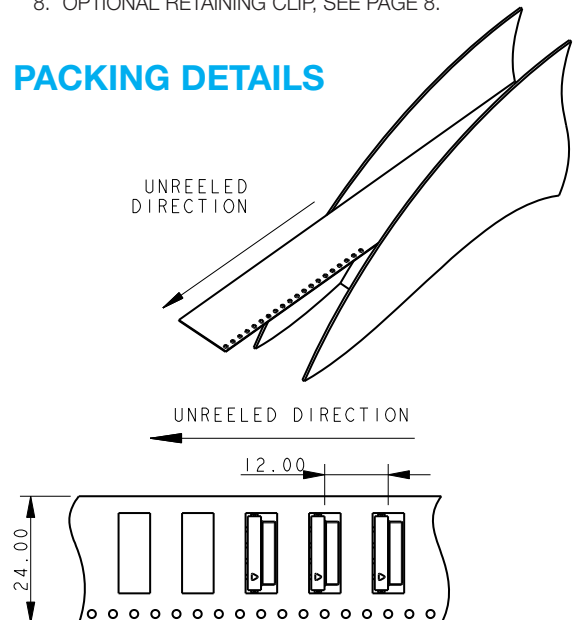 8. OPTIONAL RETAINING CLIP, SEE PAGE 8.
PACKING DETAILS
UNREELED
DIRECTION
UNREELED DIRECTION
12.00
24.00